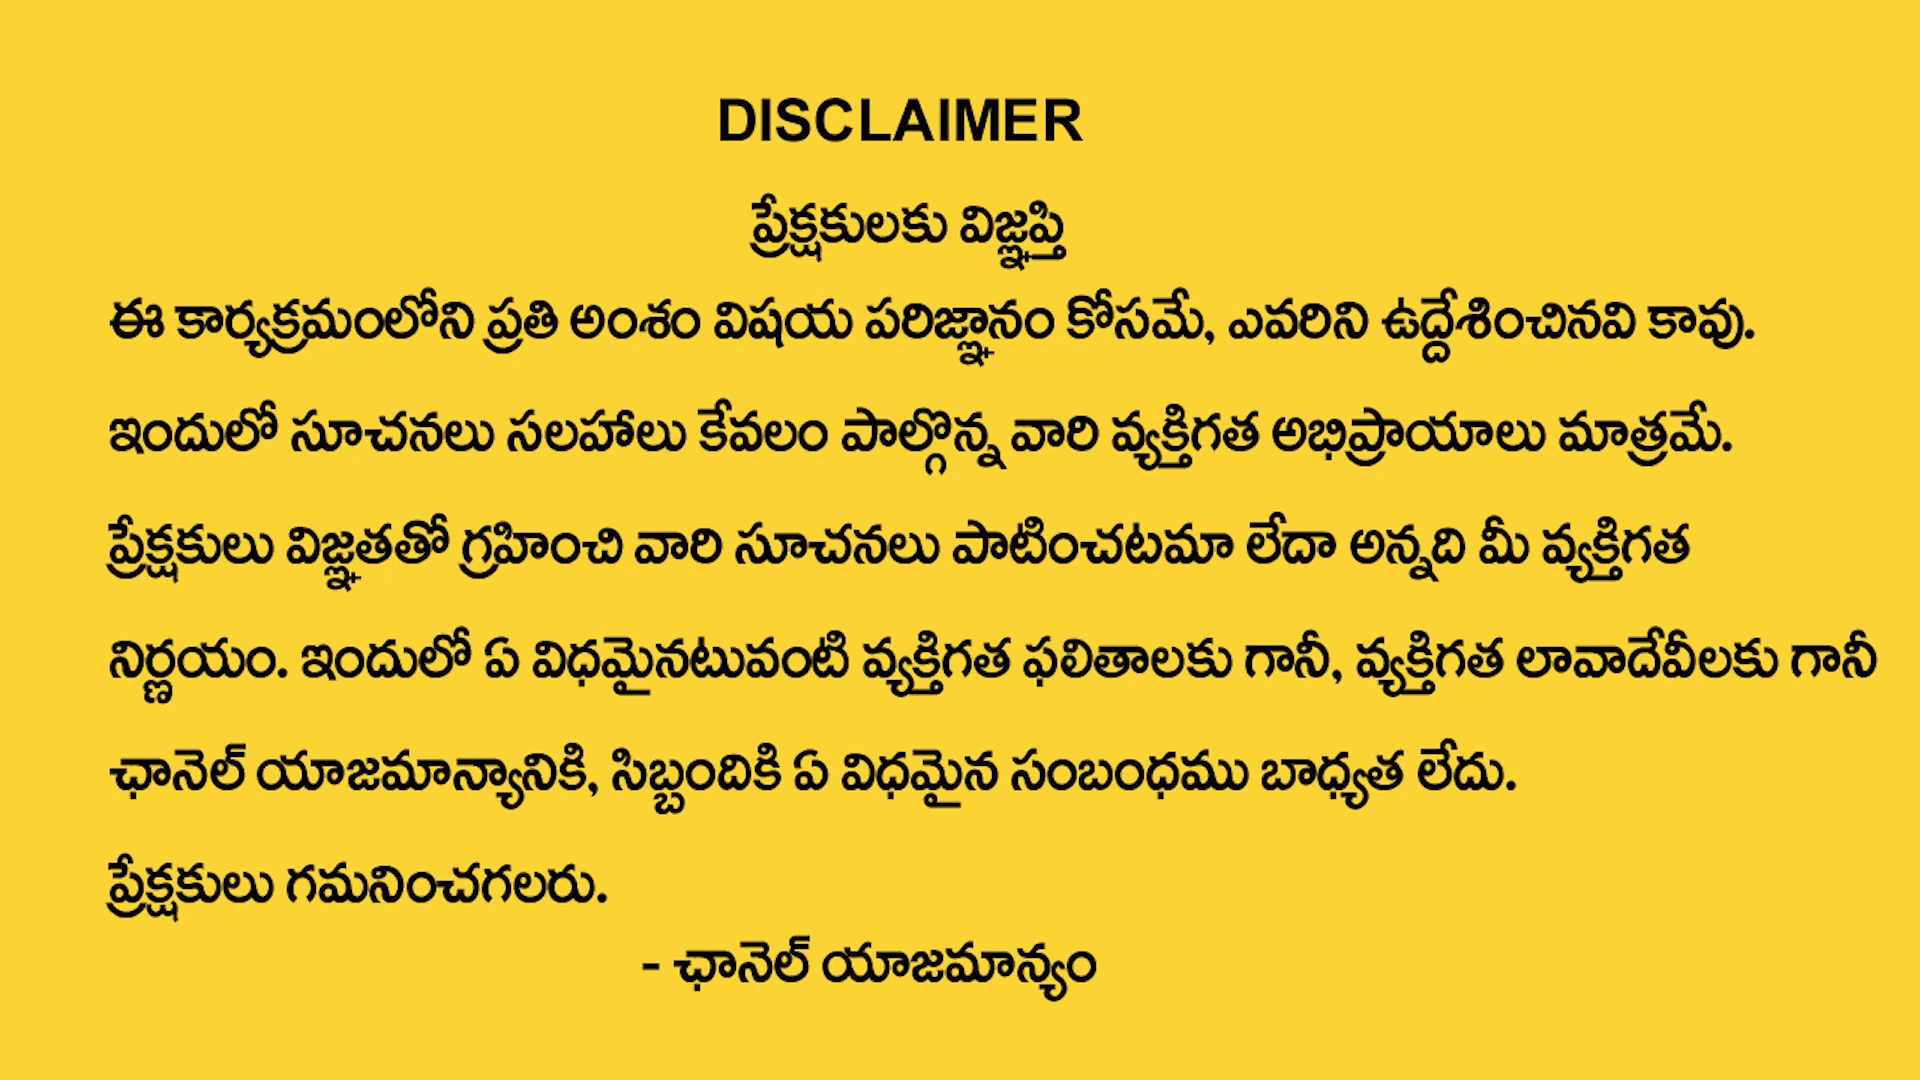 DISCLAIMER
ప్రేక్షకులకు విజ్ఞప్తి
ఈ కార్యక్రమంలోని ప్రతి అంశం విషయ పరిజ్ఞానం కోసమే, ఎవరిని ఉద్దేశించినవి కావు.
ఇందులో సూచనలు సలహాలు కేవలం పాల్గొన్న వారి వ్యక్తిగత అభిప్రాయాలు మాత్రమే.
ప్రేక్షకులు విజ్ఞతతో గ్రహించి వారి సూచనలు పాటించటమా లేదా అన్నది మీ వ్యక్తిగత
నిర్ణయం. ఇందులో ఏ విధమైనటువంటి వ్యక్తిగత ఫలితాలకు గానీ, వ్యక్తిగత లావాదేవీలకు గానీ
ఛానెల్ యాజమాన్యానికి, సిబ్బందికి ఏ విధమైన సంబంధము బాధ్యత లేదు.
ప్రేక్షకులు గమనించగలరు.
- ఛానెల్ యాజమాన్యం